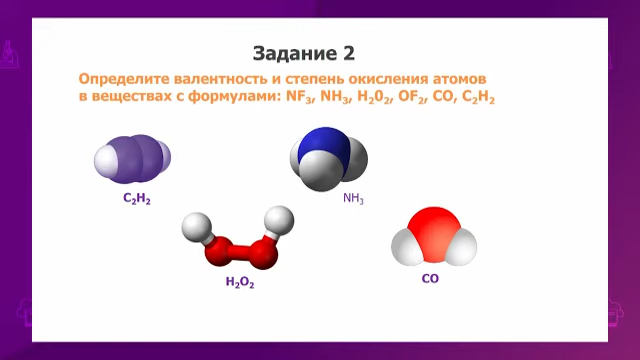 Задание 2
Определите валентность и степень окисления атомов
в веществах с формулами: NF₃, NH₃, H₂0₂, OF₂, CO, C₂H₂
C₂H₂
NH₃
H₂O₂
CO